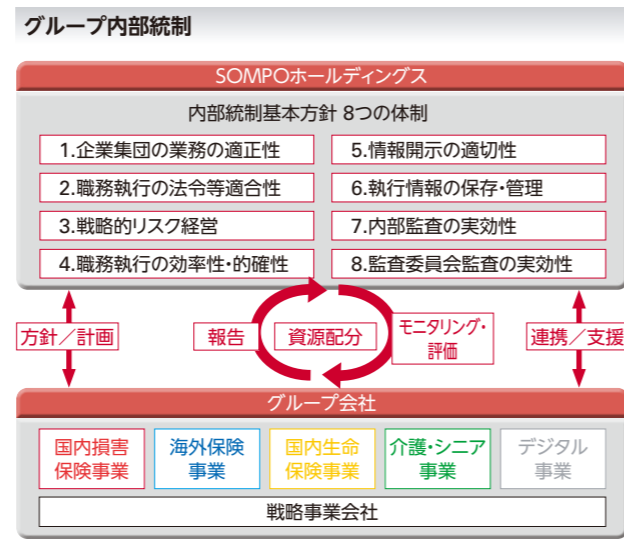 グループ内部統制
SOMPOホールディングス
内部統制基本方針 8つの体制
1.企業集団の業務の適正性
2.職務執行の法令等適合性
3.戦略的リスク経営
4.職務執行の効率性・的確性
5.情報開示の適切性
6.執行情報の保存・管理
7.内部監査の実効性
8.監査委員会監査の実効性
方針／計画
報告
資源配分
モニタリング・
評価
連携／支援
グループ会社
国内損害
保険事業
海外保険
事業
国内生命
保険事業
介護・シニア
事業
デジタル
事業
戦略事業会社